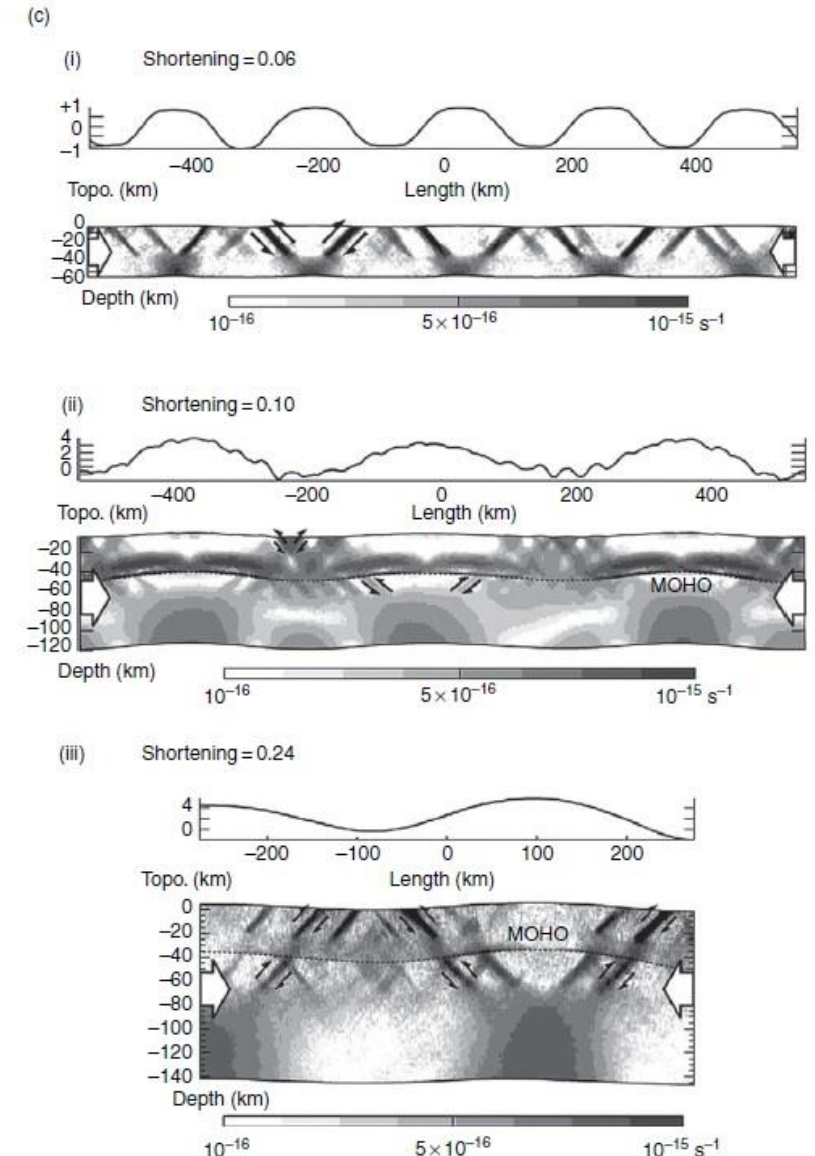 (c)
(i) Shortening = 0.06
+1
0
−1
−400 −200 0 200 400
Topo. (km) Length (km)
0
−20
−40
−60
Depth (km)
10⁻¹⁶ 5×10⁻¹⁶ 10⁻¹⁵ s⁻¹
(ii) Shortening = 0.10
4
2
0
−400 −200 0 200 400
Topo. (km) Length (km)
−20
−40
−60
MOHO
−80
−100
−120
Depth (km)
10⁻¹⁶ 5×10⁻¹⁶ 10⁻¹⁵ s⁻¹
(iii) Shortening = 0.24
4
0
−200 −100 0 100 200
Topo. (km) Length (km)
0
−20
MOHO
−40
−60
−80
−100
−120
−140
Depth (km)
10⁻¹⁶ 5×10⁻¹⁶ 10⁻¹⁵ s⁻¹